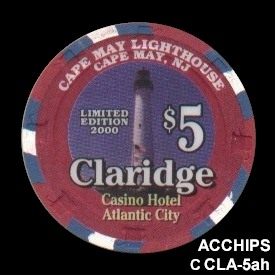 CAPE MAY LIGHTHOUSE
CAPE MAY, NJ
LIMITED
EDITION
2000
$5
Claridge
Casino Hotel
Atlantic City
ACCHIPS
C CLA-5ah